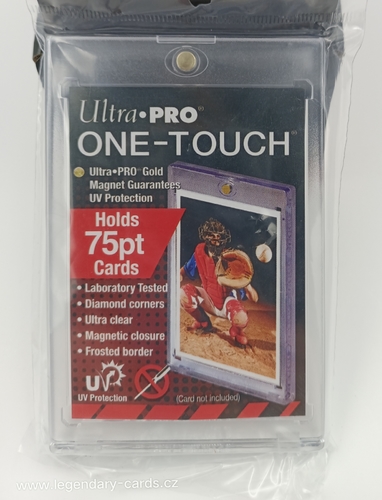 Ultra•PRO®
ONE-TOUCH®
Ultra•PRO® Gold
Magnet Guarantees
UV Protection
Holds
75pt
Cards
• Laboratory Tested
• Diamond corners
• Ultra clear
• Magnetic closure
• Frosted border
UV
UV Protection
(Card not included)
www.legendary-cards.cz